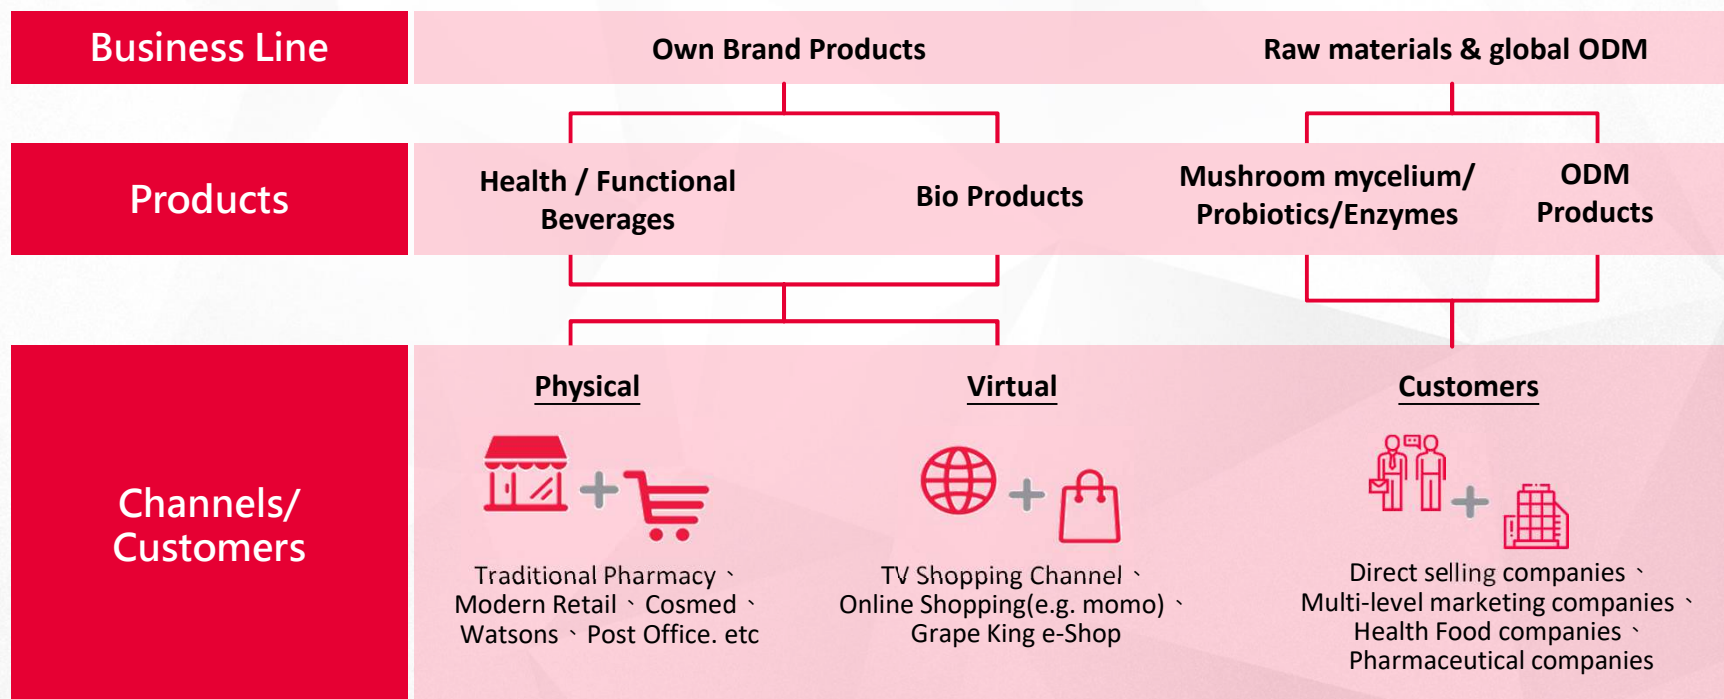 Business Line
Own Brand Products
Raw materials & global ODM
Products
Health / Functional
Beverages
Bio Products
Mushroom mycelium/
Probiotics/Enzymes
ODM
Products
Channels/
Customers
Physical
Traditional Pharmacy、
Modern Retail、Cosmed、
Watsons、Post Office. etc
Virtual
TV Shopping Channel、
Online Shopping(e.g. momo)、
Grape King e-Shop
Customers
Direct selling companies、
Multi-level marketing companies、
Health Food companies、
Pharmaceutical companies